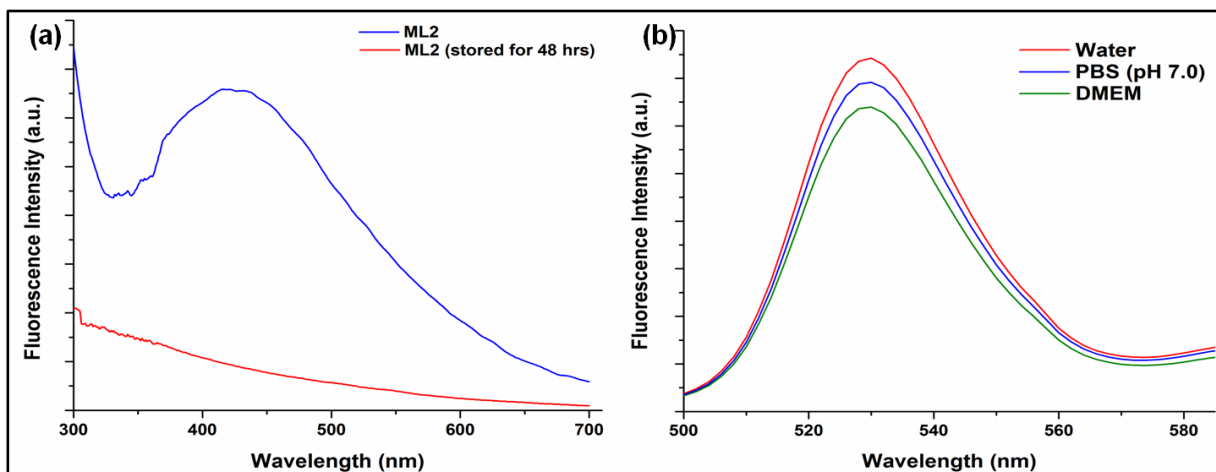 (a)
ML2
ML2 (stored for 48 hrs)
Fluorescence Intensity (a.u.)
300
400
500
600
700
Wavelength (nm)
(b)
Water
PBS (pH 7.0)
DMEM
Fluorescence Intensity (a.u.)
500
520
540
560
580
Wavelength (nm)